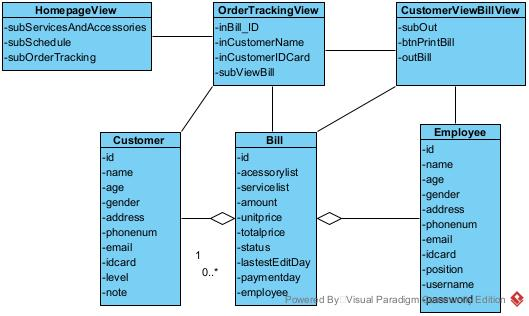 HomepageView
-subServicesAndAccessories
-subSchedule
-subOrderTracking
OrderTrackingView
-inBill_ID
-inCustomerName
-inCustomerIDCard
-subViewBill
CustomerViewBillView
-subOut
-btnPrintBill
-outBill
Customer
-id
-name
-age
-gender
-address
-phonenum
-email
-idcard
-level
-note
1
0..*
Bill
-id
-acessorylist
-servicelist
-amount
-unitprice
-totalprice
-status
-lastestEditDay
-paymentday
-employee
Employee
-id
-name
-age
-gender
-address
-phonenum
-email
-idcard
-position
-username
-password
Powered By Visual Paradigm Community Edition